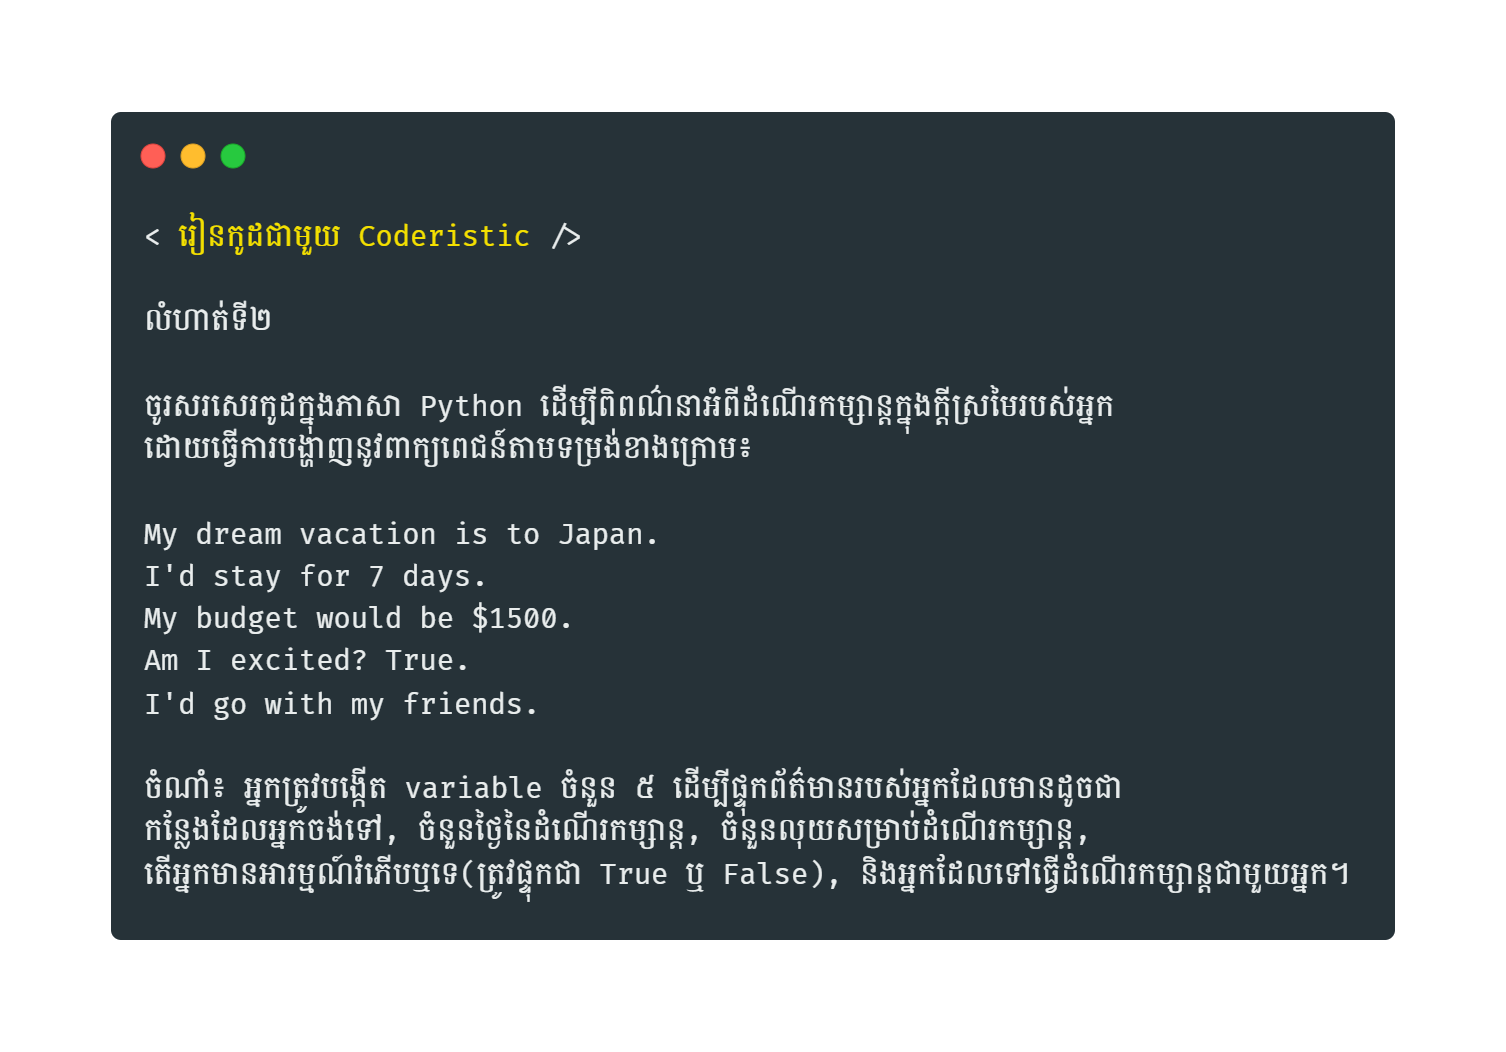 < រៀនកូដជាមួយ Coderistic />
លំហាត់ទី២
ចូរសរសេរកូដក្នុងភាសា Python ដើម្បីពិពណ៌នាអំពីដំណើរកម្សាន្តក្នុងក្តីស្រមៃរបស់អ្នក
ដោយធ្វើការបង្ហាញនូវពាក្យពេជន៍តាមទម្រង់ខាងក្រោម៖
My dream vacation is to Japan.
I'd stay for 7 days.
My budget would be $1500.
Am I excited? True.
I'd go with my friends.
ចំណាំ៖ អ្នកត្រូវបង្កើត variable ចំនួន ៥ ដើម្បីផ្ទុកព័ត៌មានរបស់អ្នកដែលមានដូចជា
កន្លែងដែលអ្នកចង់ទៅ, ចំនួនថ្ងៃនៃដំណើរកម្សាន្ត, ចំនួនលុយសម្រាប់ដំណើរកម្សាន្ត,
តើអ្នកមានអារម្មណ៍រំភើបឬទេ(ត្រូវផ្ទុកជា True ឬ False), និងអ្នកដែលទៅធ្វើដំណើរកម្សាន្តជាមួយអ្នក។